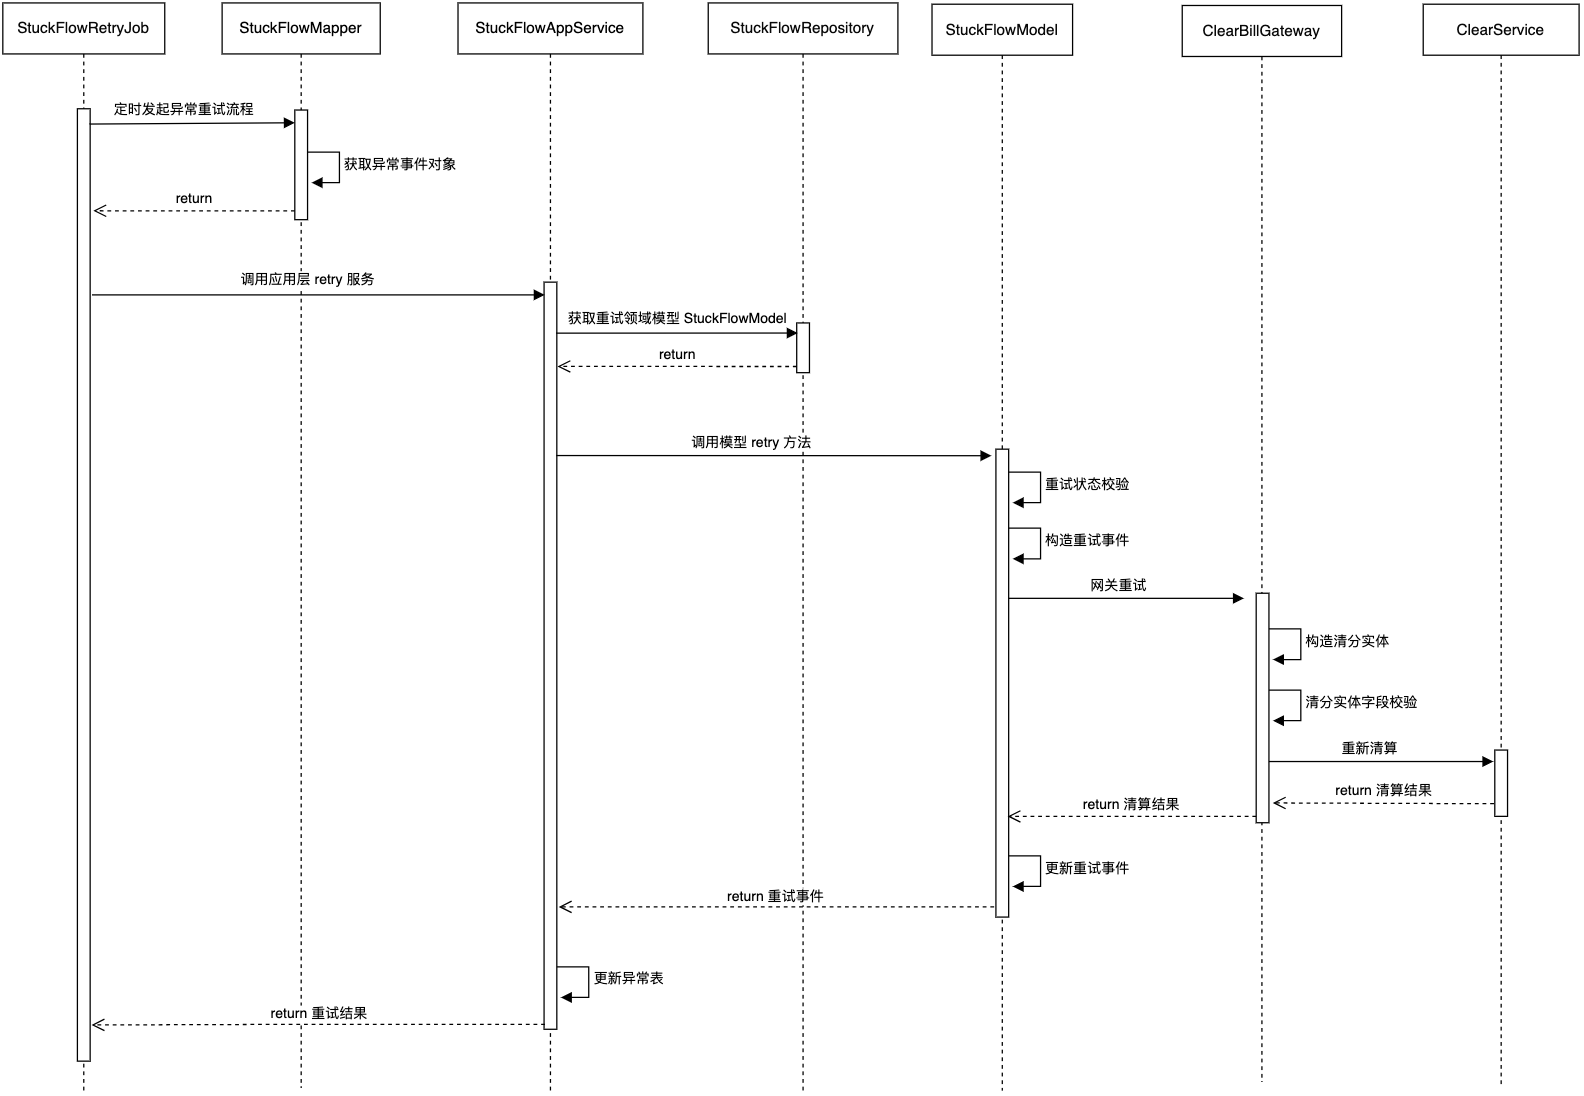 StuckFlowRetryJob
StuckFlowMapper
StuckFlowAppService
StuckFlowRepository
StuckFlowModel
ClearBillGateway
ClearService
定时发起异常重试流程
获取异常事件对象
return
调用应用层 retry 服务
获取重试领域模型 StuckFlowModel
return
调用模型 retry 方法
重试状态校验
构造重试事件
网关重试
构造清分实体
清分实体字段校验
重新清算
return 清算结果
return 清算结果
更新重试事件
return 重试事件
更新异常表
return 重试结果